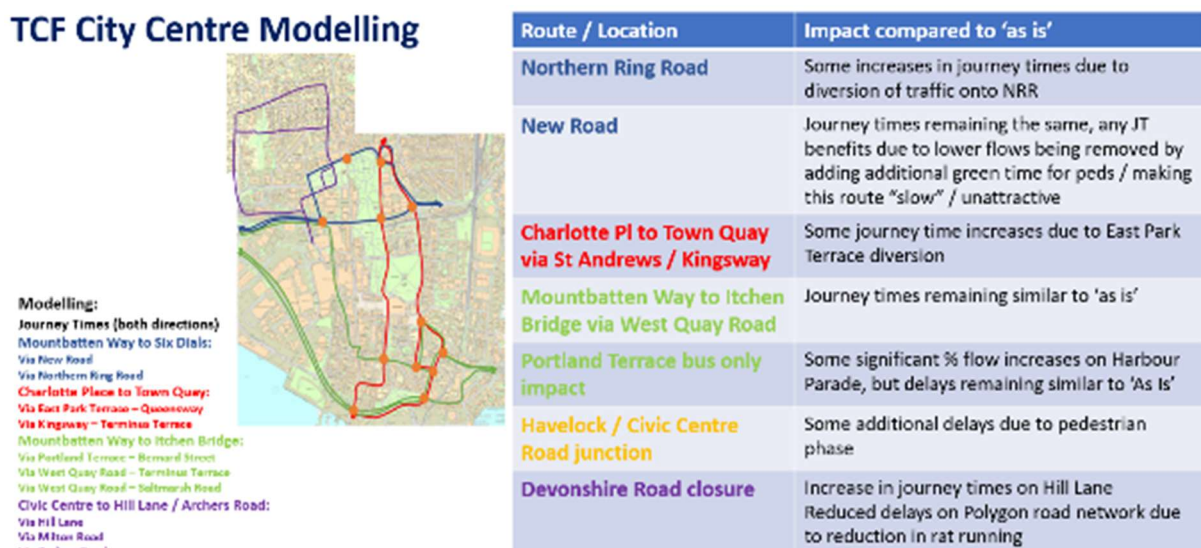 TCF City Centre Modelling
Modelling:
Journey Times (both directions)
Mountbatten Way to Six Dials:
Via New Road
Via Northern Ring Road
Charlotte Place to Town Quay:
Via East Park Terrace – Queensway
Via Kingsway – Terminus Terrace
Mountbatten Way to Itchen Bridge:
Via Portland Terrace – Bernard Street
Via West Quay Road – Terminus Terrace
Via West Quay Road – Saltmarsh Road
Civic Centre to Hill Lane / Archers Road:
Via Hill Lane
Via Milton Road
Route / Location
Impact compared to 'as is'
Northern Ring Road
Some increases in journey times due to
diversion of traffic onto NRR
New Road
Journey times remaining the same, any JT
benefits due to lower flows being removed by
adding additional green time for peds / making
this route "slow" / unattractive
Charlotte Pl to Town Quay
via St Andrews / Kingsway
Some journey time increases due to East Park
Terrace diversion
Mountbatten Way to Itchen
Bridge via West Quay Road
Journey times remaining similar to 'as is'
Portland Terrace bus only
impact
Some significant % flow increases on Harbour
Parade, but delays remaining similar to 'As Is'
Havelock / Civic Centre
Road junction
Some additional delays due to pedestrian
phase
Devonshire Road closure
Increase in journey times on Hill Lane
Reduced delays on Polygon road network due
to reduction in rat running